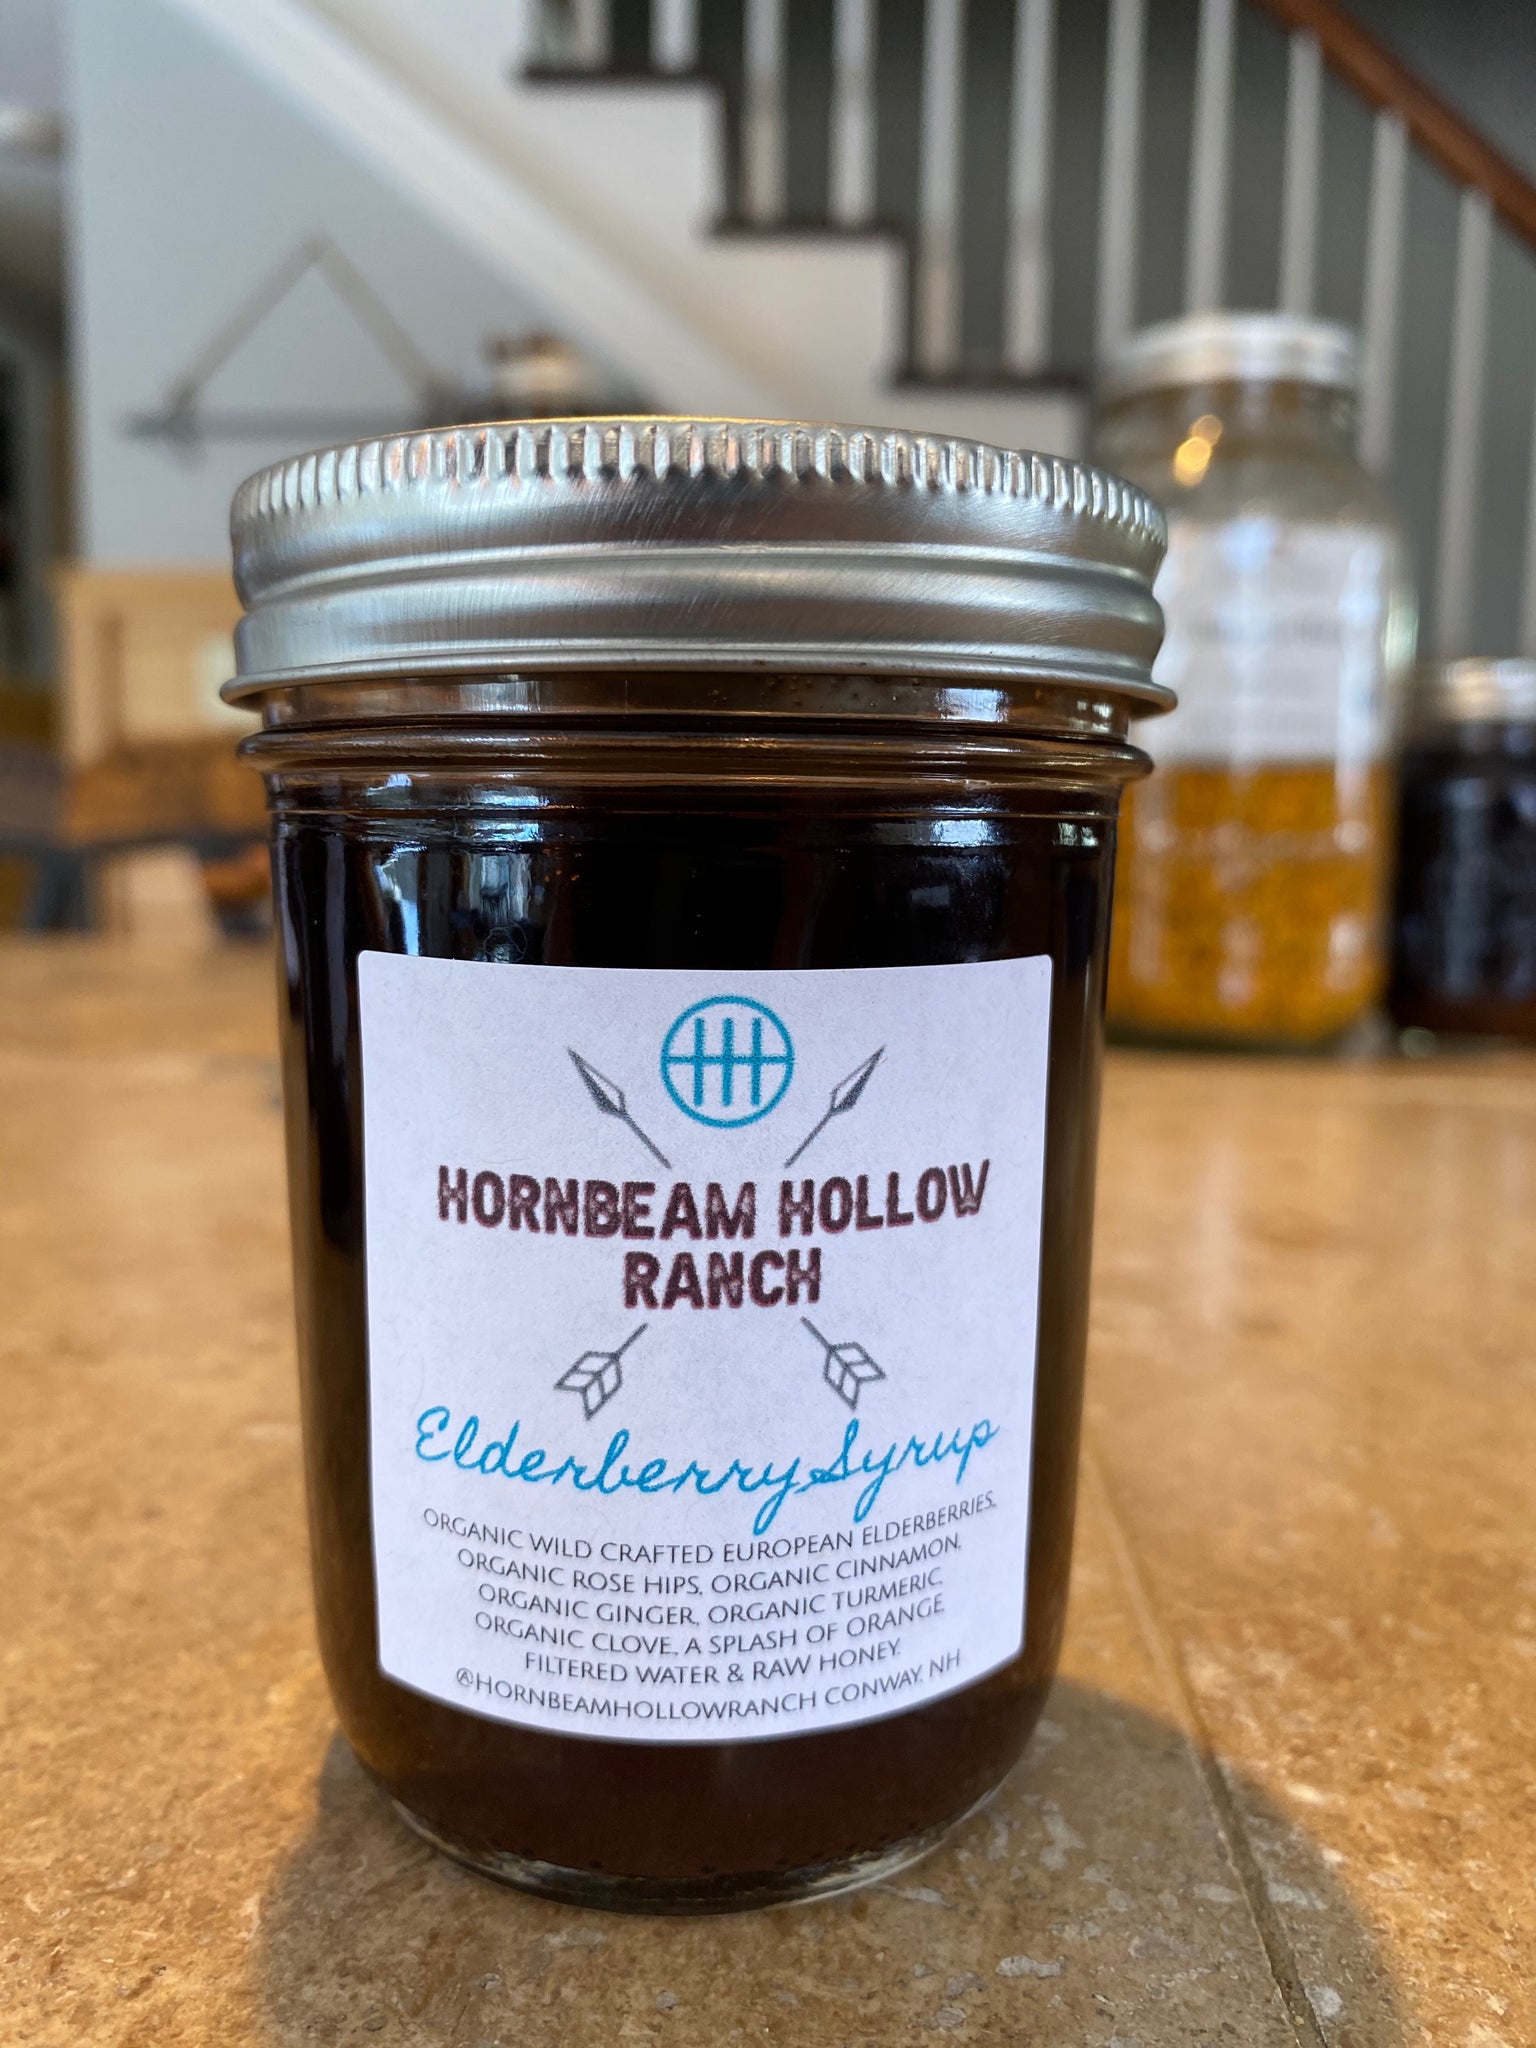 HORNBEAM HOLLOW
RANCH
Elderberry Syrup
ORGANIC WILD CRAFTED EUROPEAN ELDERBERRIES,
ORGANIC ROSE HIPS, ORGANIC CINNAMON,
ORGANIC GINGER, ORGANIC TURMERIC,
ORGANIC CLOVE, A SPLASH OF ORANGE
FILTERED WATER & RAW HONEY.
@HORNBEAMHOLLOWRANCH CONWAY, NH